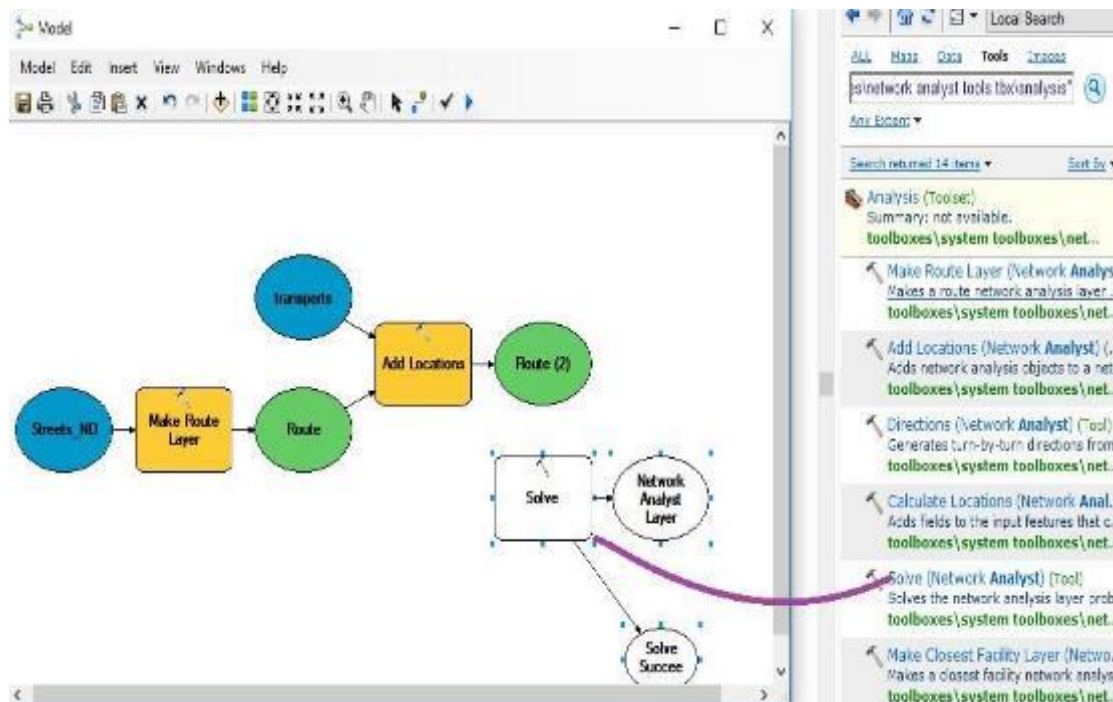 Model
Model Edit Insert View Windows Help
Transports
Add Locations
Route (2)
Streets_ND
Make Route
Layer
Route
Solve
Network
Analyst
Layer
Solve
Succee
Local Search
ALL Maps Data Tools Images
network analyst tools.tbx\analysis"
Any Extent
Search returned 14 items Sort By
Analysis (Toolset)
Summary: not available.
toolboxes\system toolboxes\net...
Make Route Layer (Network Analys
Makes a route network analysis layer
toolboxes\system toolboxes\net..
Add Locations (Network Analyst) (.
Adds network analysis objects to a net
toolboxes\system toolboxes\net..
Directions (Network Analyst) (Tool)
Generates turn-by-turn directions from
toolboxes\system toolboxes\net..
Calculate Locations (Network Anal..
Adds fields to the input features that c..
toolboxes\system toolboxes\net..
Solve (Network Analyst) (Tool)
Solves the network analysis layer prob
toolboxes\system toolboxes\net..
Make Closest Facility Layer (Netwo..
Makes a closest facility network analys
toolboxes\system toolboxes\net..